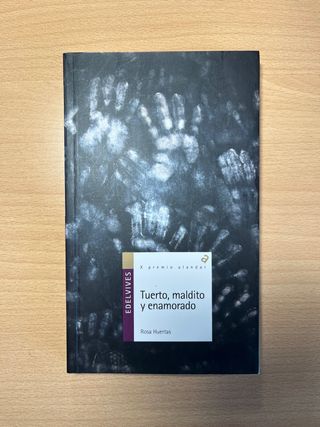 X premio alandar
a
EDELVIVES
Tuerto, maldito
y enamorado
Rosa Huertas